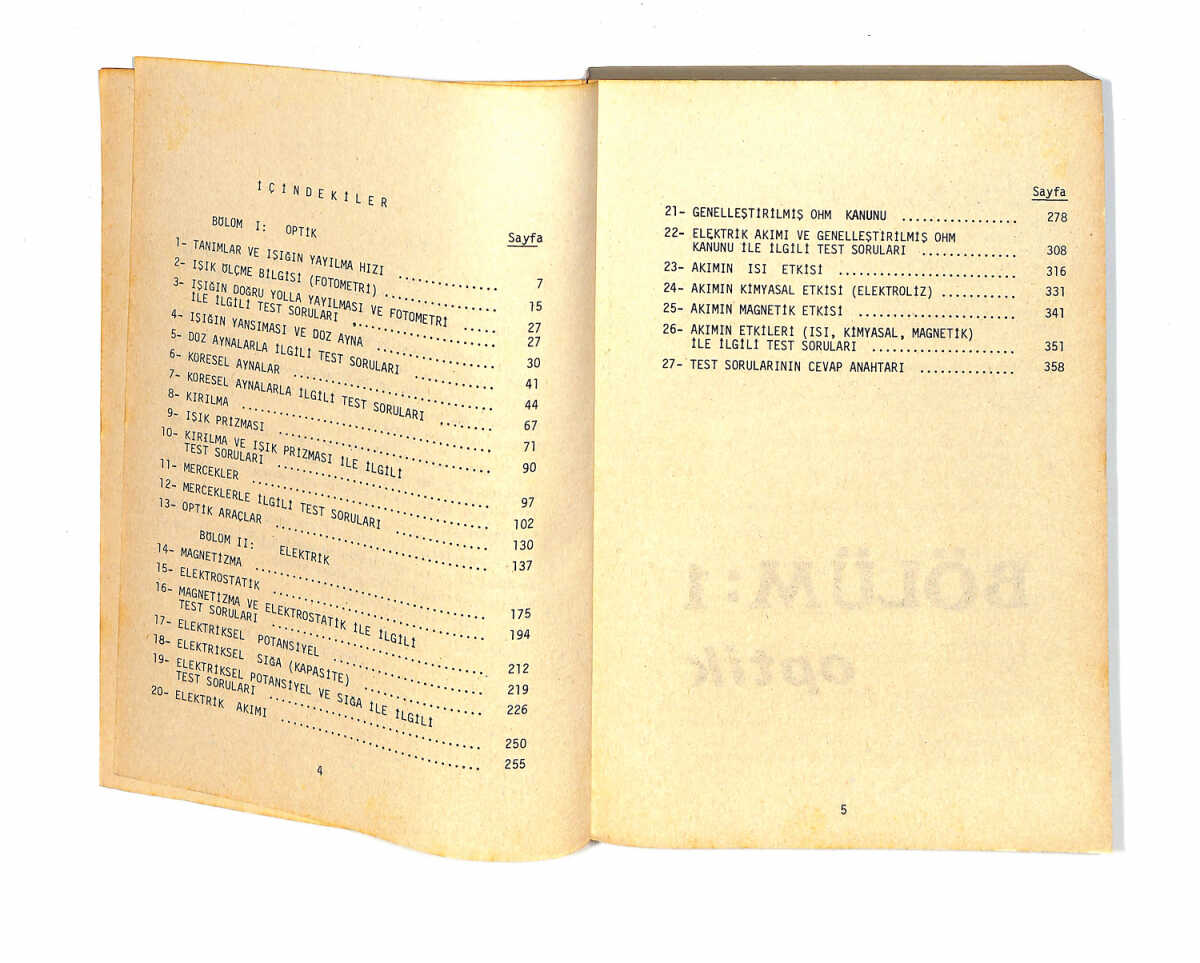 İÇİNDEKİLER
BÖLÜM I: OPTİK
Sayfa
1- TANIMLAR VE IŞIĞIN YAYILMA HIZI .................. 7
2- IŞIK ÖLÇME BİLGİSİ (FOTOMETRİ) .................. 15
3- IŞIĞIN DOĞRU YOLLA YAYILMASI VE FOTOMETRİ ..... 27
İLE İLGİLİ TEST SORULARI ...................... 27
4- IŞIĞIN YANSIMASI VE DÜZ AYNA .................. 30
5- DÜZ AYNALARLA İLGİLİ TEST SORULARI ............. 41
6- KÜRESEL AYNALAR ............................... 44
7- KÜRESEL AYNALARLA İLGİLİ TEST SORULARI ........ 67
8- KIRILMA ....................................... 71
9- IŞIK PRİZMASI ................................. 90
10- KIRILMA VE IŞIK PRİZMASI İLE İLGİLİ
TEST SORULARI ................................. 97
11- MERCEKLER ..................................... 102
12- MERCEKLERLE İLGİLİ TEST SORULARI .............. 130
13- OPTİK ARAÇLAR ................................. 137
BÖLÜM II: ELEKTRİK
14- MAGNETİZMA .................................... 175
15- ELEKTROSTATİK ................................. 194
16- MAGNETİZMA VE ELEKTROSTATİK İLE İLGİLİ
TEST SORULARI ................................. 212
17- ELEKTRİKSEL POTANSİYEL ........................ 219
18- ELEKTRİKSEL SIĞA (KAPASİTE) ................... 226
19- ELEKTRİKSEL POTANSİYEL VE SIĞA İLE İLGİLİ
TEST SORULARI ................................. 250
20- ELEKTRİK AKIMI ................................ 255
4
Sayfa
21- GENELLEŞTİRİLMİŞ OHM KANUNU ................. 278
22- ELEKTRİK AKIMI VE GENELLEŞTİRİLMİŞ OHM
KANUNU İLE İLGİLİ TEST SORULARI .............. 308
23- AKIMIN ISI ETKİSİ .......................... 316
24- AKIMIN KİMYASAL ETKİSİ (ELEKTROLİZ) ........... 331
25- AKIMIN MAGNETİK ETKİSİ ........................ 341
26- AKIMIN ETKİLERİ (ISI, KİMYASAL, MAGNETİK)
İLE İLGİLİ TEST SORULARI ..................... 351
27- TEST SORULARININ CEVAP ANAHTARI .............. 358
BÖLÜM:1
optik
5